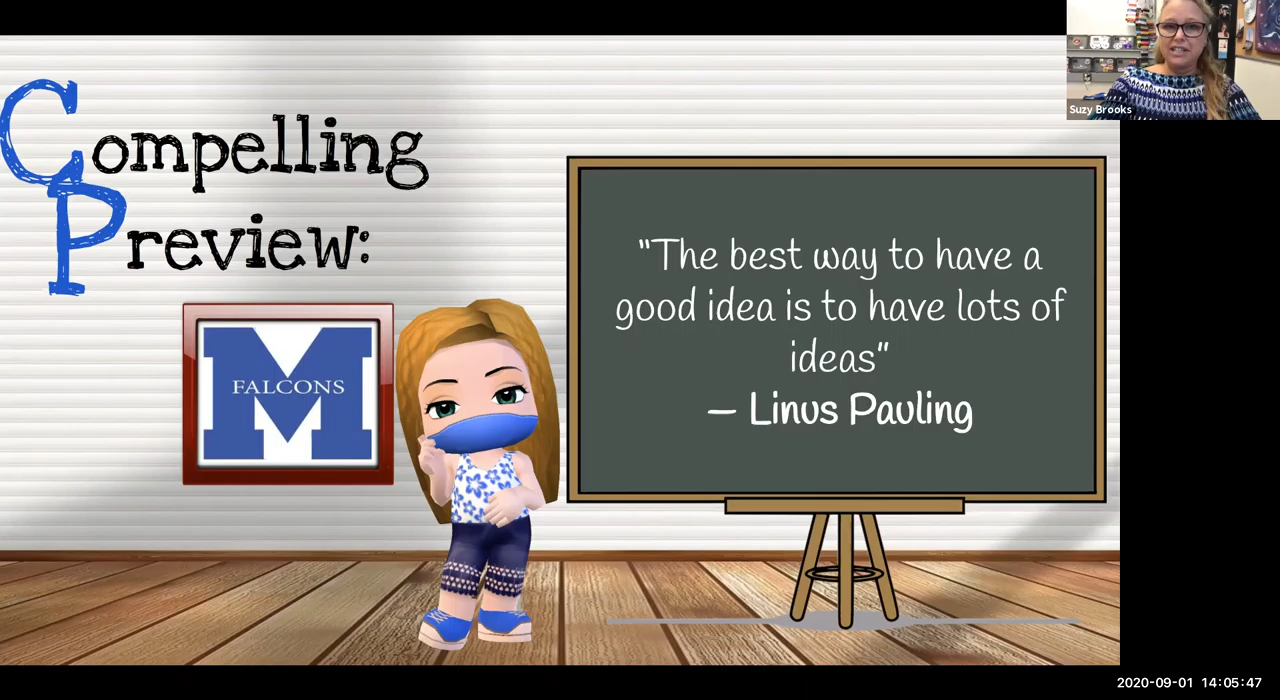 Compelling
Preview:
FALCONS
M
"The best way to have a
good idea is to have lots of
ideas"
– Linus Pauling
Suzy Brooks
2020-09-01 14:05:47